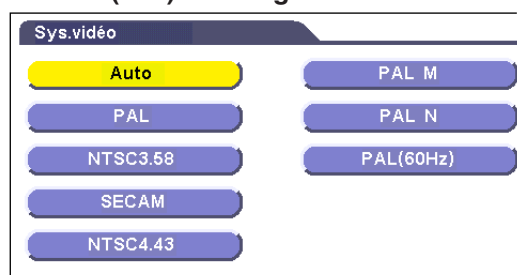 Sys.vidéo
Auto
PAL
NTSC3.58
SECAM
NTSC4.43
PAL M
PAL N
PAL(60Hz)